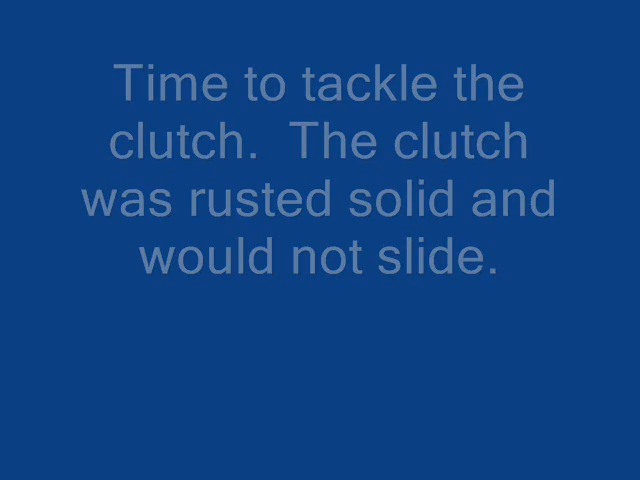 Time to tackle the
clutch.  The clutch
was rusted solid and
would not slide.